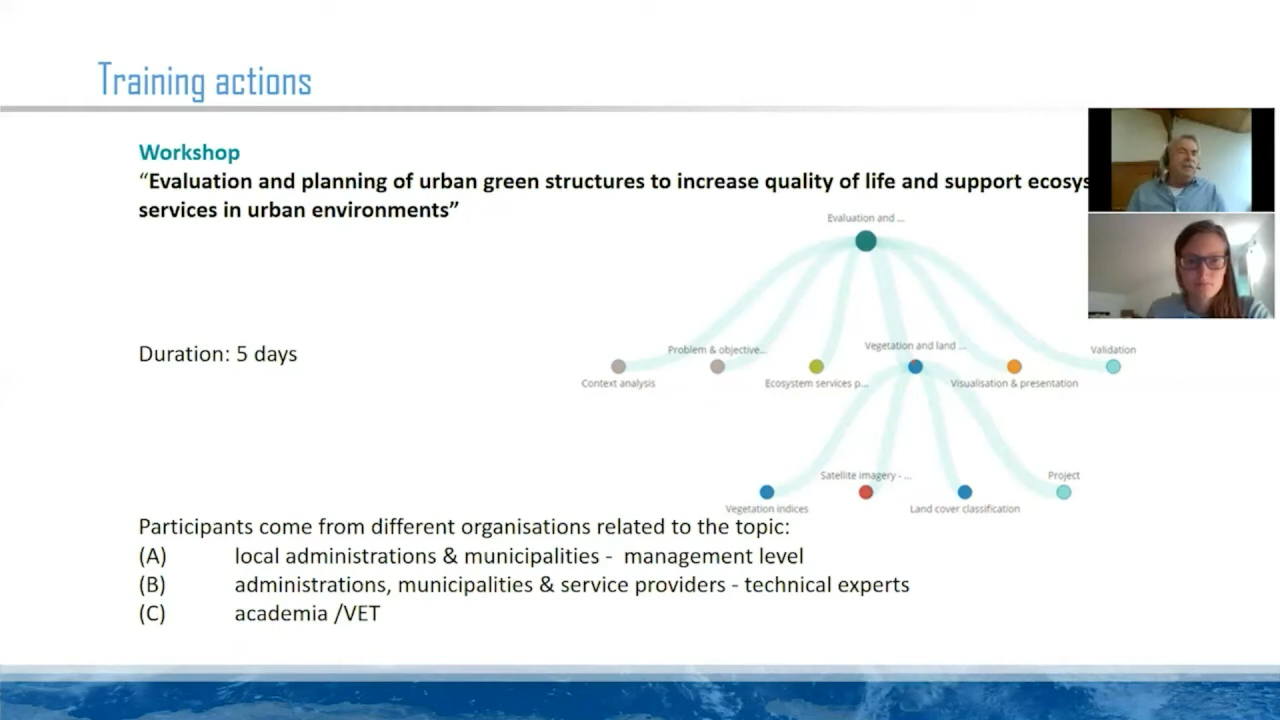 Training actions
Workshop
“Evaluation and planning of urban green structures to increase quality of life and support ecosys
services in urban environments”
Evaluation and ...
Duration: 5 days
Problem & objective...
Vegetation and land ...
Validation
Context analysis
Ecosystem services p...
Visualisation & presentation
Satellite imagery - ...
Project
Vegetation indices
Land cover classification
Participants come from different organisations related to the topic:
(A) local administrations & municipalities - management level
(B) administrations, municipalities & service providers - technical experts
(C) academia /VET